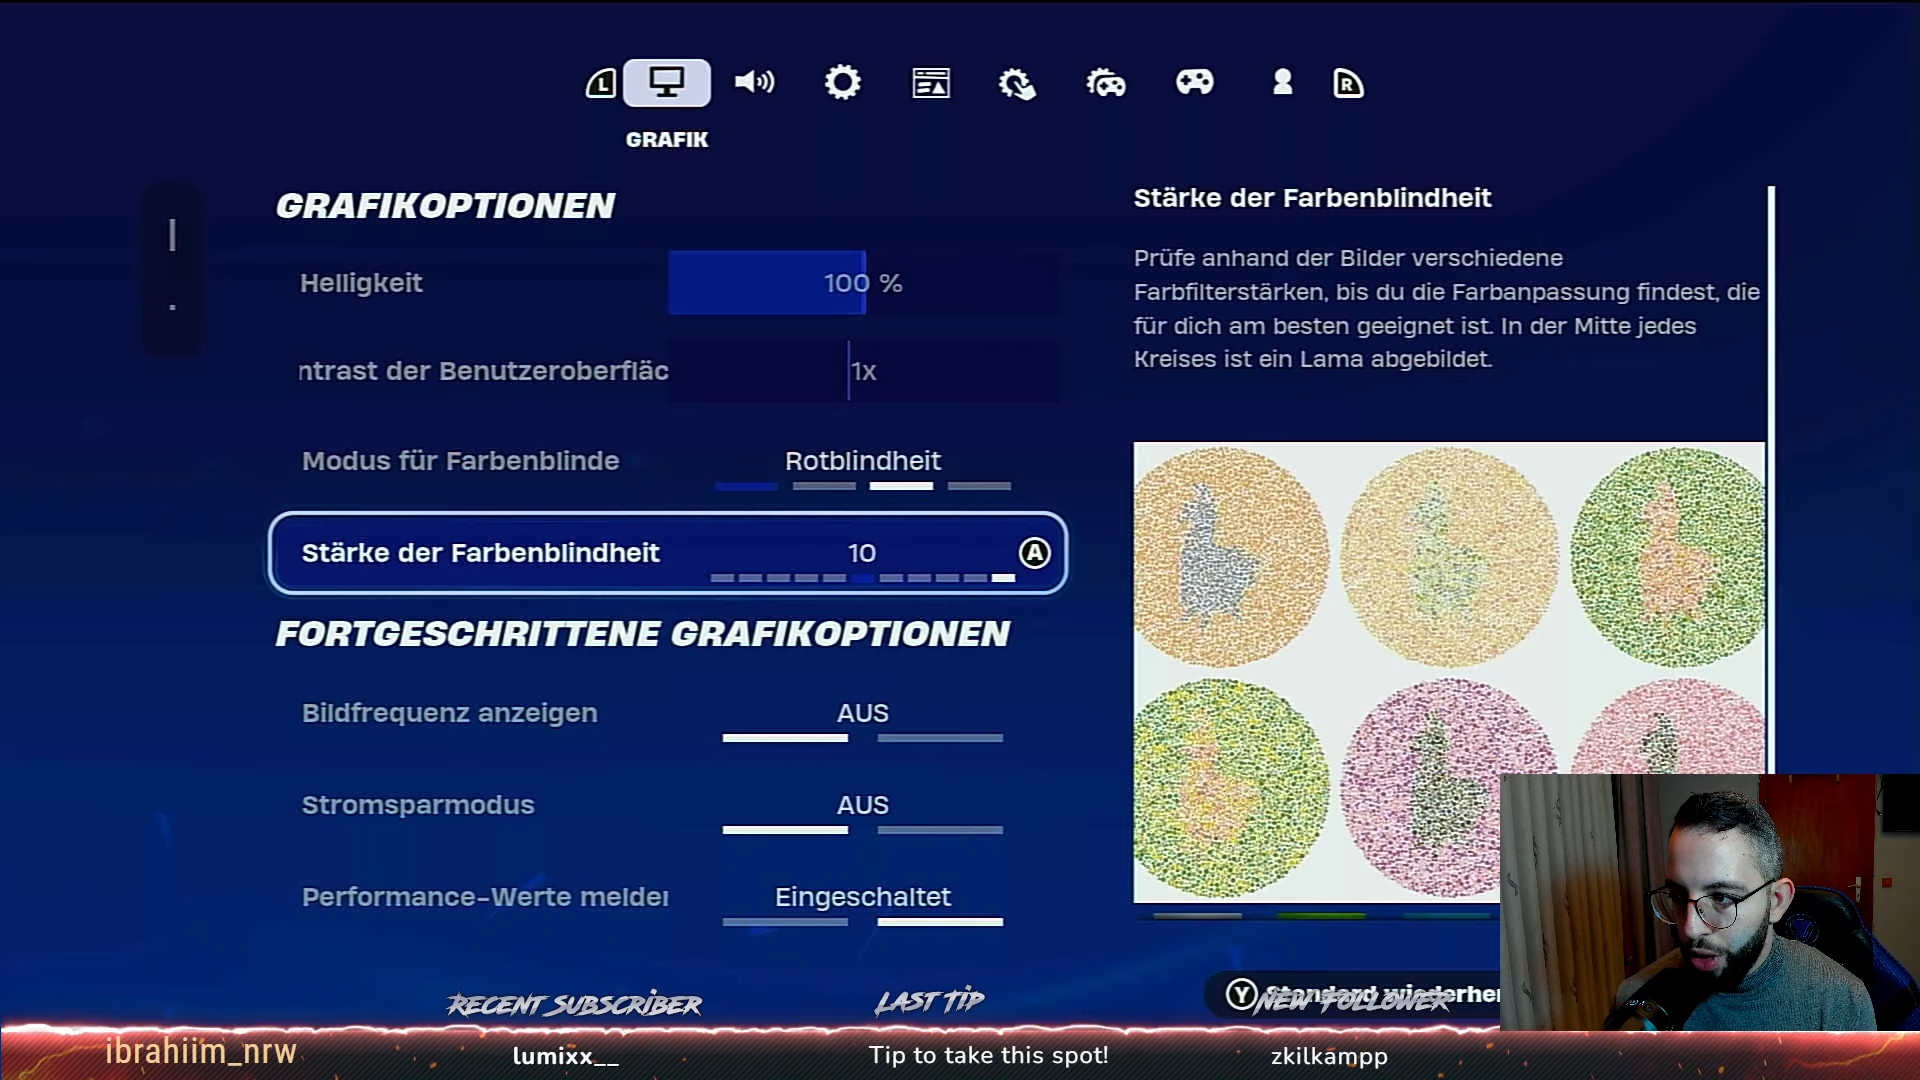 L
R
GRAFIK
GRAFIKOPTIONEN
Helligkeit
100 %
ntrast der Benutzeroberfläc
1x
Modus für Farbenblinde
Rotblindheit
Stärke der Farbenblindheit
10
A
FORTGESCHRITTENE GRAFIKOPTIONEN
Bildfrequenz anzeigen
AUS
Stromsparmodus
AUS
Performance-Werte melder
Eingeschaltet
Stärke der Farbenblindheit
Prüfe anhand der Bilder verschiedene
Farbfilterstärken, bis du die Farbanpassung findest, die
für dich am besten geeignet ist. In der Mitte jedes
Kreises ist ein Lama abgebildet.
Y
Standard wiederher
RECENT SUBSCRIBER
LAST TIP
NEW FOLLOWER
ibrahiim_nrw
lumixx__
Tip to take this spot!
zkilkampp